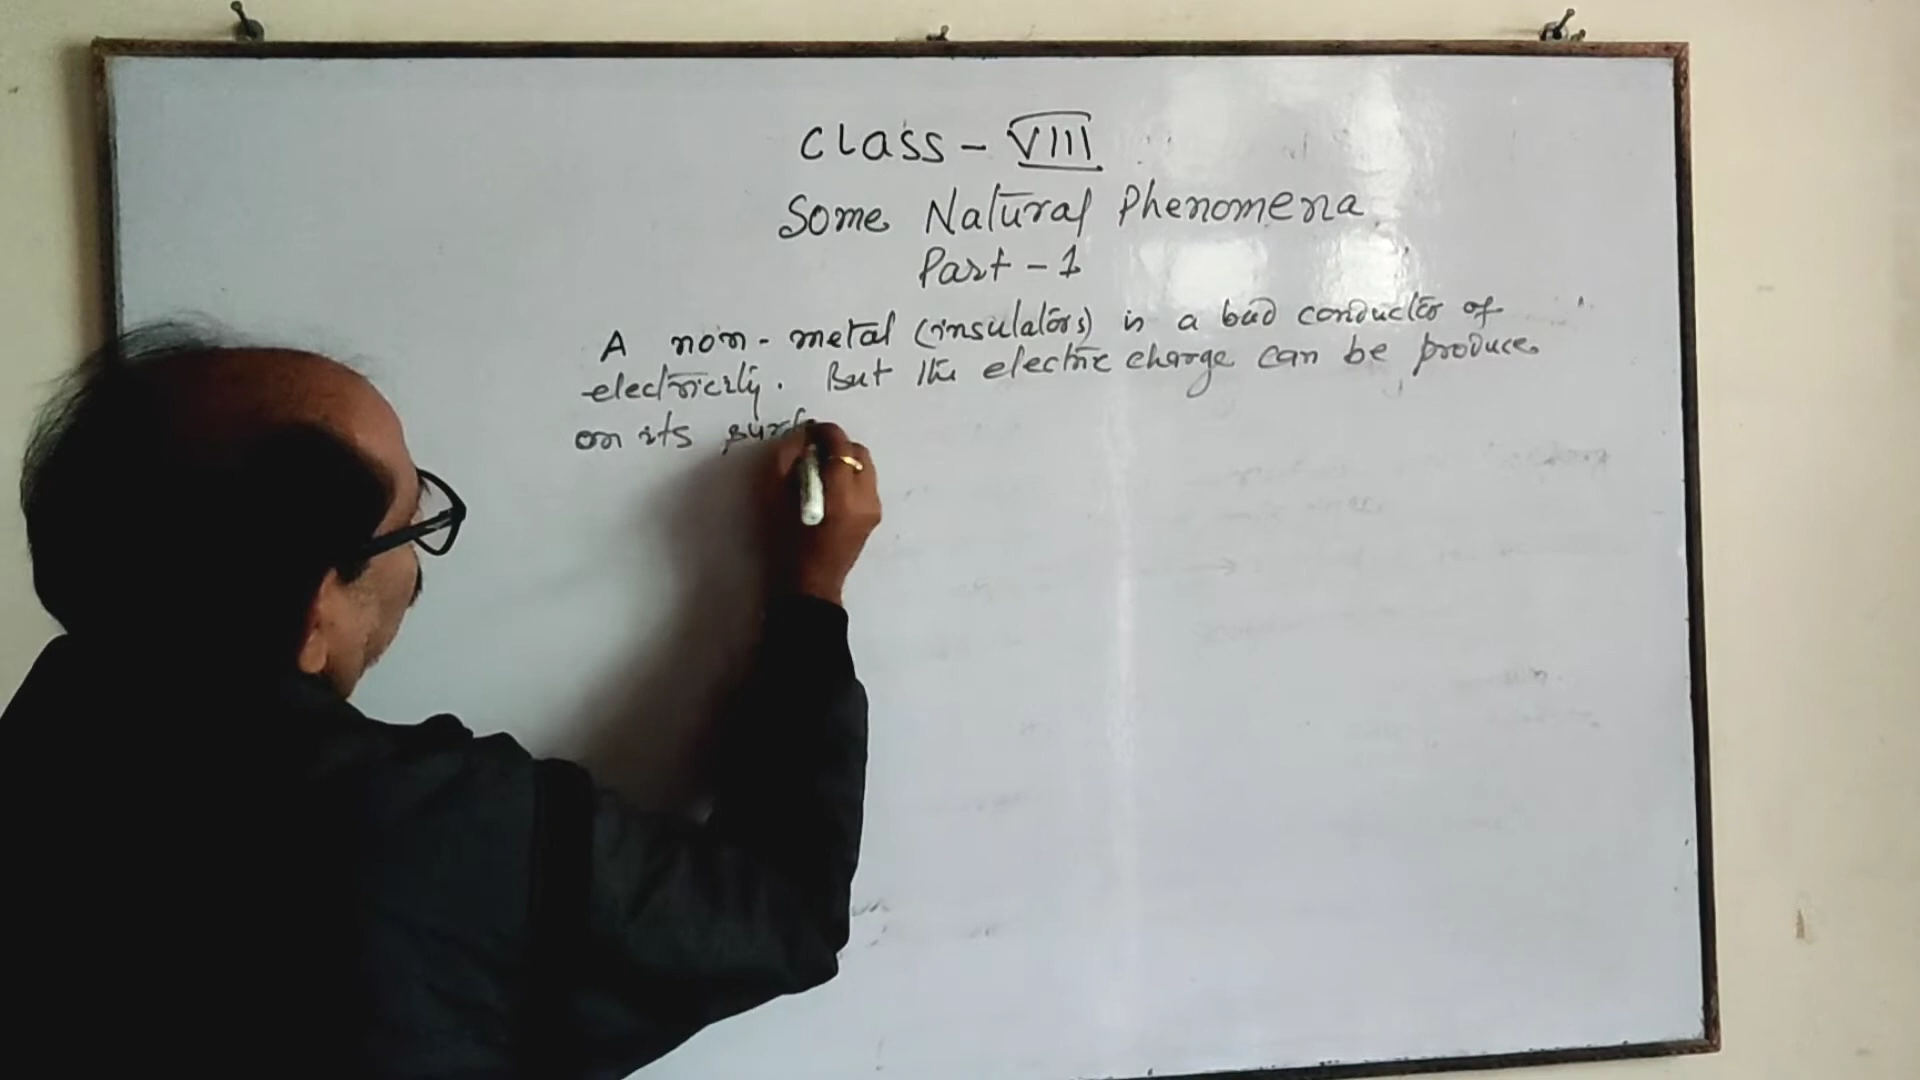 Class - VIII
Some Natural Phenomena
Part - 1
A non-metal (insulators) is a bad conductor of
electricity. But the electric charge can be produce
on its surf